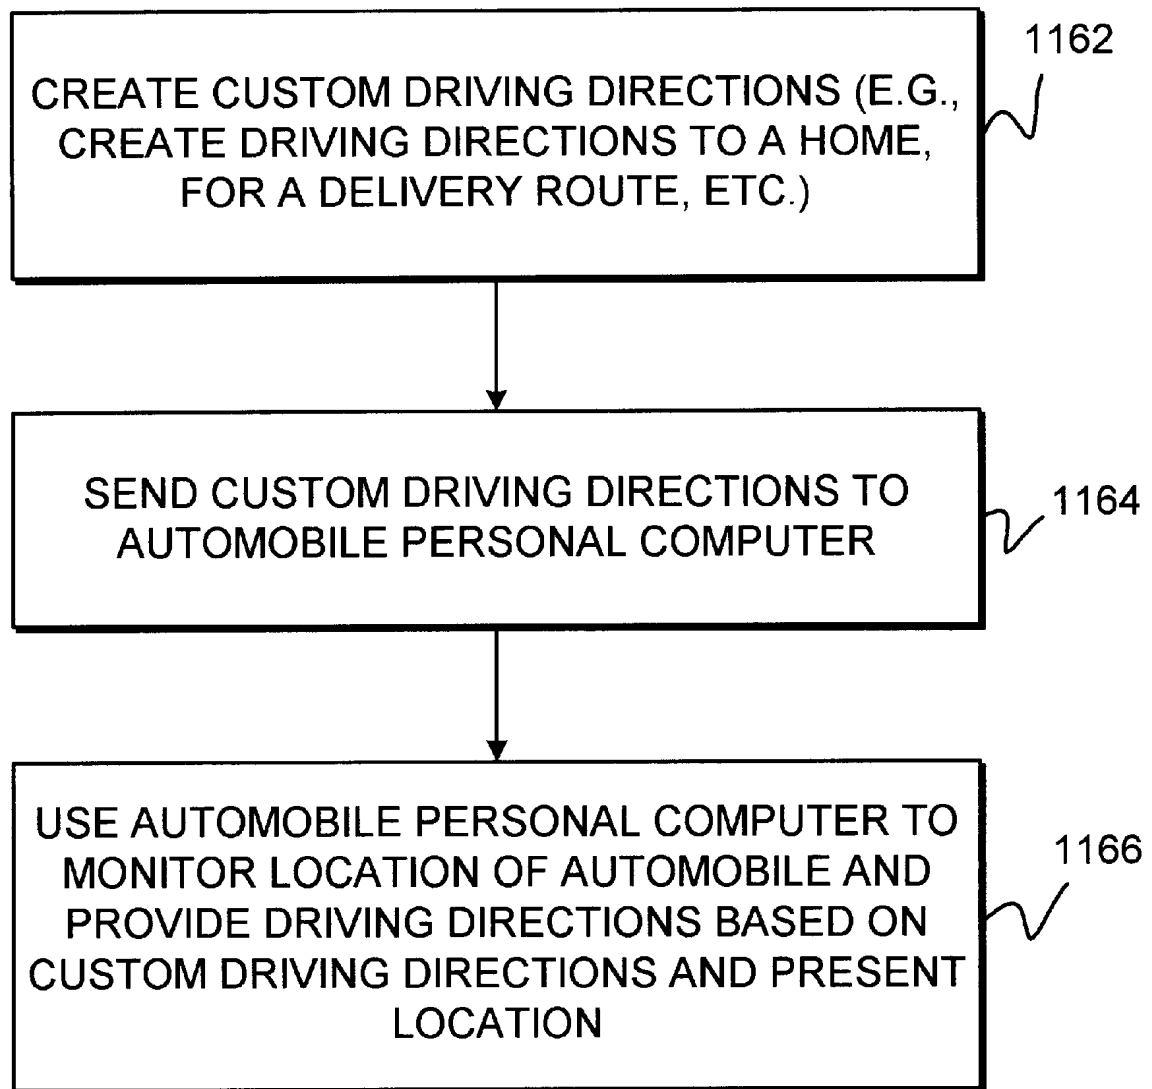 1162
CREATE CUSTOM DRIVING DIRECTIONS (E.G.,
CREATE DRIVING DIRECTIONS TO A HOME,
FOR A DELIVERY ROUTE, ETC.)
SEND CUSTOM DRIVING DIRECTIONS TO
AUTOMOBILE PERSONAL COMPUTER
1164
USE AUTOMOBILE PERSONAL COMPUTER TO
MONITOR LOCATION OF AUTOMOBILE AND
PROVIDE DRIVING DIRECTIONS BASED ON
CUSTOM DRIVING DIRECTIONS AND PRESENT
LOCATION
1166